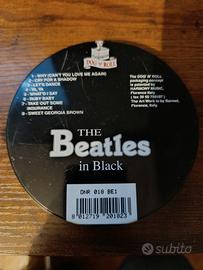 DOG 'N' ROLL
1 - WHY (CAN'T YOU LOVE ME AGAIN)
2 - CRY FOR A SHADOW
3 - LET'S DANCE
4 - YA, YA
5 - WHAT'D I SAY
6 - RUBY BABY
7 - TAKE OUT SOME
INSURANCE
8 - SWEET GEORGIA BROWN
The DOG' N' ROLL
packaging concept
is patented by
HARMONY MUSIC,
Florence Italy
The Art Work is by
Florence, Italy
THE
Beatles
in Black
DNR 018 BE1
8 012719 201023
subito